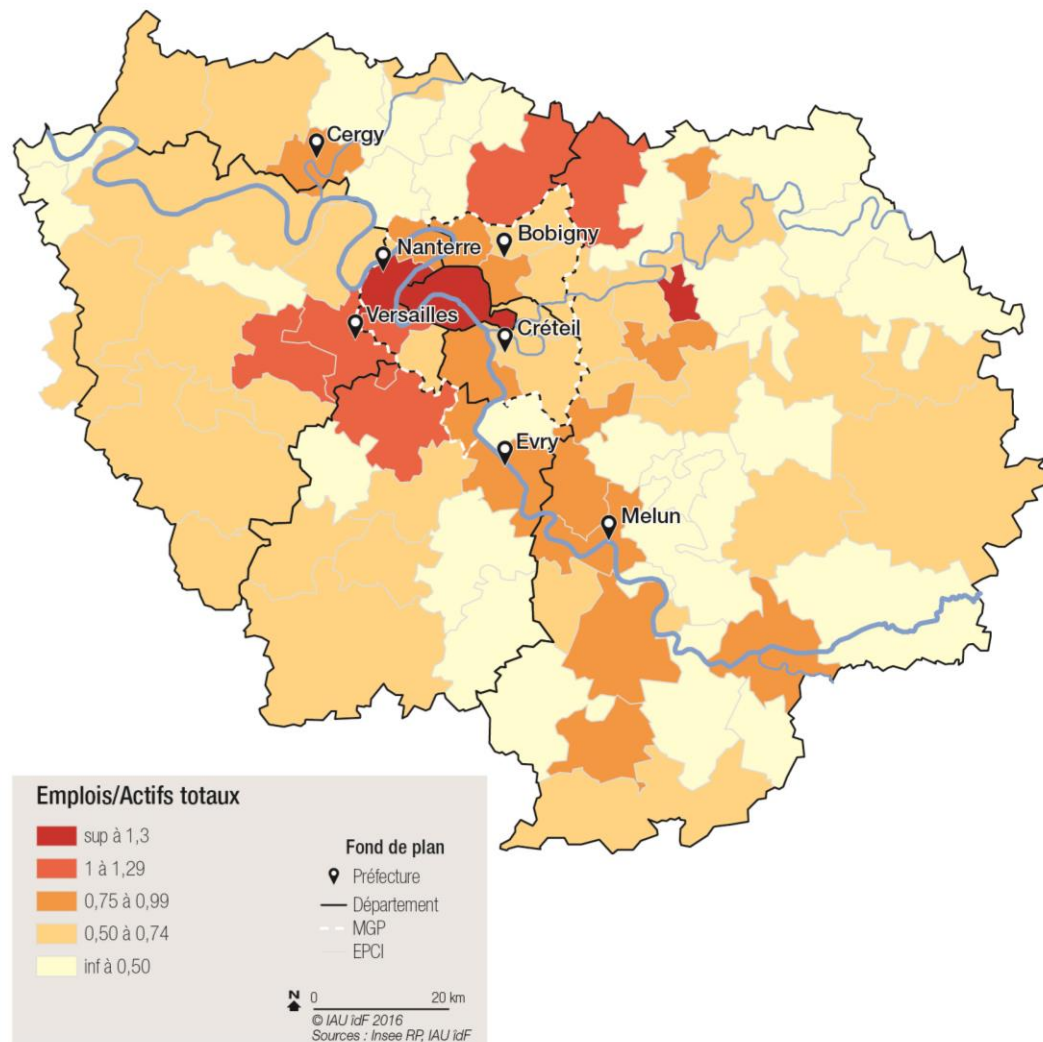 Cergy
Nanterre
Bobigny
Versailles
Créteil
Evry
Melun
Emplois/Actifs totaux
sup à 1,3
1 à 1,29
0,75 à 0,99
0,50 à 0,74
inf à 0,50
Fond de plan
Préfecture
Département
MGP
EPCI
N 0 20 km
© IAU îdF 2016
Sources : Insee RP, IAU îdF